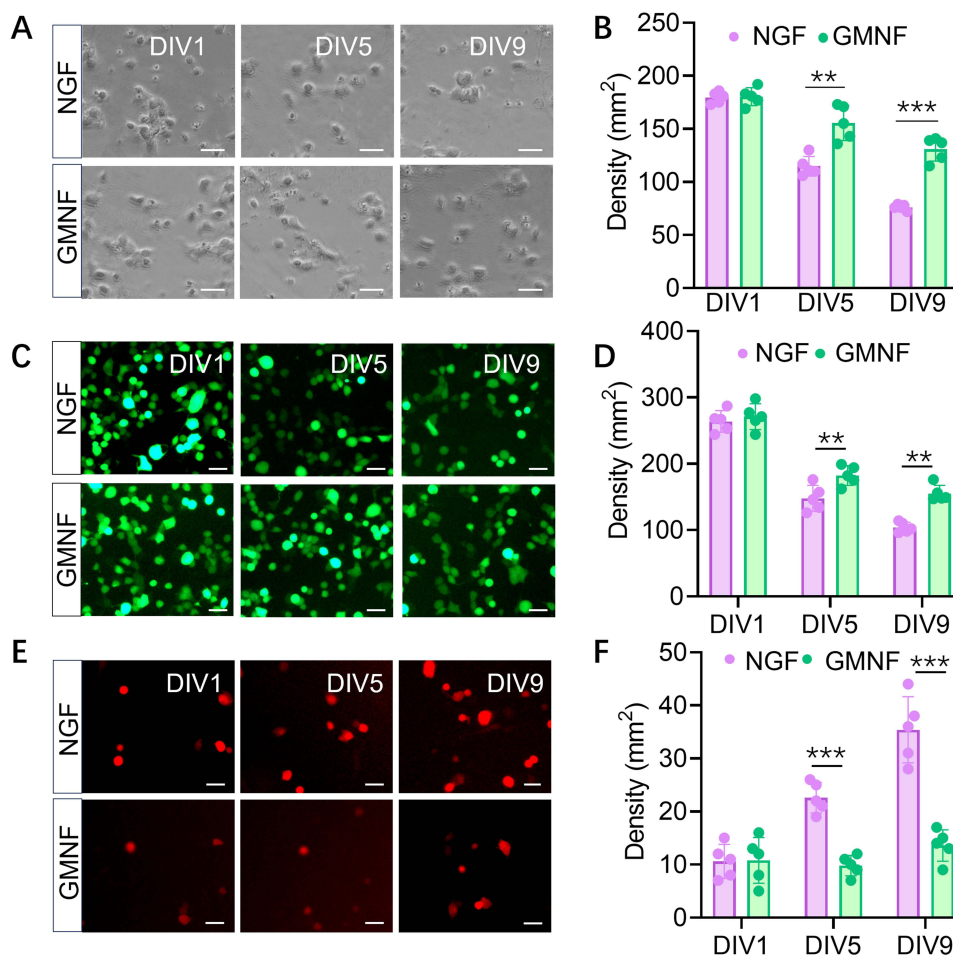 A
DIV1 DIV5 DIV9
NGF
GMNF
B
NGF GMNF
Density (mm²)
250
200
150
100
50
0
**
***
DIV1 DIV5 DIV9
C
DIV1 DIV5 DIV9
NGF
GMNF
D
NGF GMNF
Density (mm²)
400
300
200
100
0
**
**
DIV1 DIV5 DIV9
E
DIV1 DIV5 DIV9
NGF
GMNF
F
NGF GMNF
Density (mm²)
50
40
30
20
10
0
***
***
DIV1 DIV5 DIV9